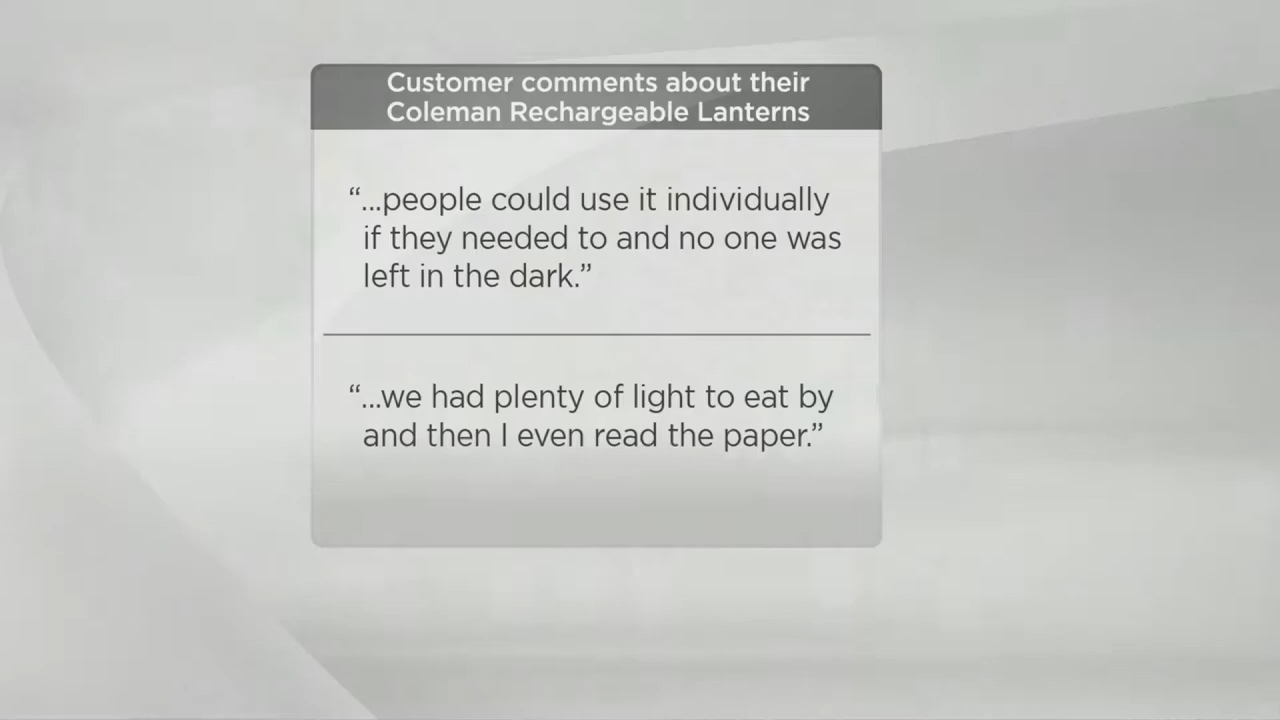 Customer comments about their
Coleman Rechargeable Lanterns
“...people could use it individually
if they needed to and no one was
left in the dark.”
“...we had plenty of light to eat by
and then I even read the paper.”